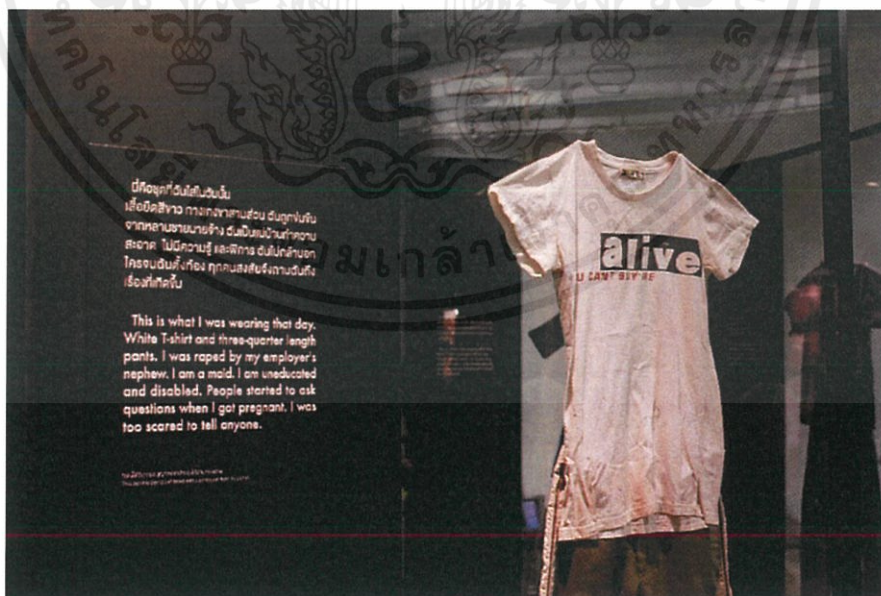 นี่คือชุดที่ฉันใส่ในวันนั้น
เสื้อยืดสีขาว กางเกงขาสามส่วน ฉันถูกข่มขืน
จากหลานชายนายจ้าง ฉันเป็นแม่บ้านทำความ
สะอาด ไม่มีความรู้ และพิการ ฉันไม่กล้าบอก
ใครจนฉันตั้งท้อง ทุกคนสงสัยจึงถามฉันถึง
เรื่องที่เกิดขึ้น
This is what I was wearing that day.
White T-shirt and three-quarter length
pants. I was raped by my employer's
nephew. I am a maid. I am uneducated
and disabled. People started to ask
questions when I got pregnant. I was
too scared to tell anyone.
alive
U CAN'T